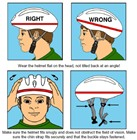 RIGHT
WRONG
Wear the helmet flat on the head, not tilted back at an angle!
Make sure the helmet fits snugly and does not obstruct the field of vision. Make
sure the chin strap fits securely and that the buckle stays fastened.